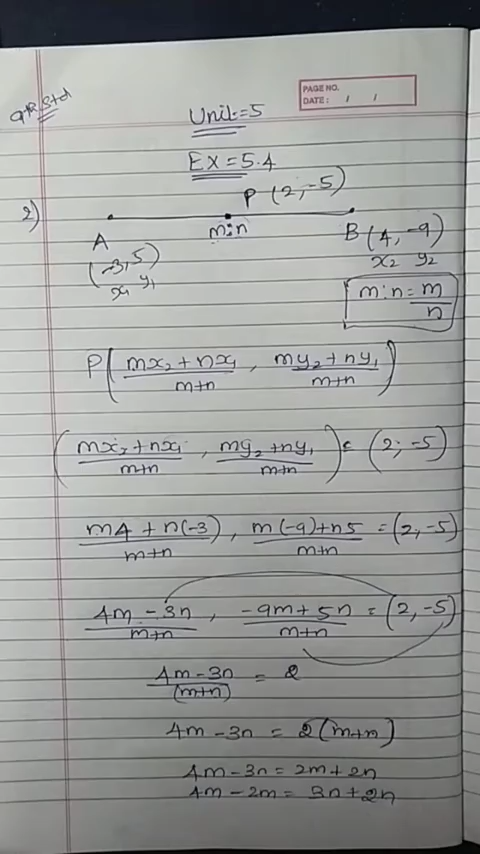 9th Std
PAGE NO.
DATE : / /
Unit=5
EX=5.4
P (2,-5)
2)
A m:n B (4,-9)
(-3,5) x₂ y₂
x₁ y₁
m:n = m/n
P( (mx₂+nx₁)/(m+n) , (my₂+ny₁)/(m+n) )
( (mx₂+nx₁)/(m+n) , (my₂+ny₁)/(m+n) ) = (2,-5)
(m4+n(-3))/(m+n) , (m(-9)+n5)/(m+n) = (2,-5)
(4m-3n)/(m+n) , (-9m+5n)/(m+n) = (2,-5)
(4m-3n)/(m+n) = 2
4m-3n = 2(m+n)
4m-3n = 2m+2n
4m-2m = 3n+2n